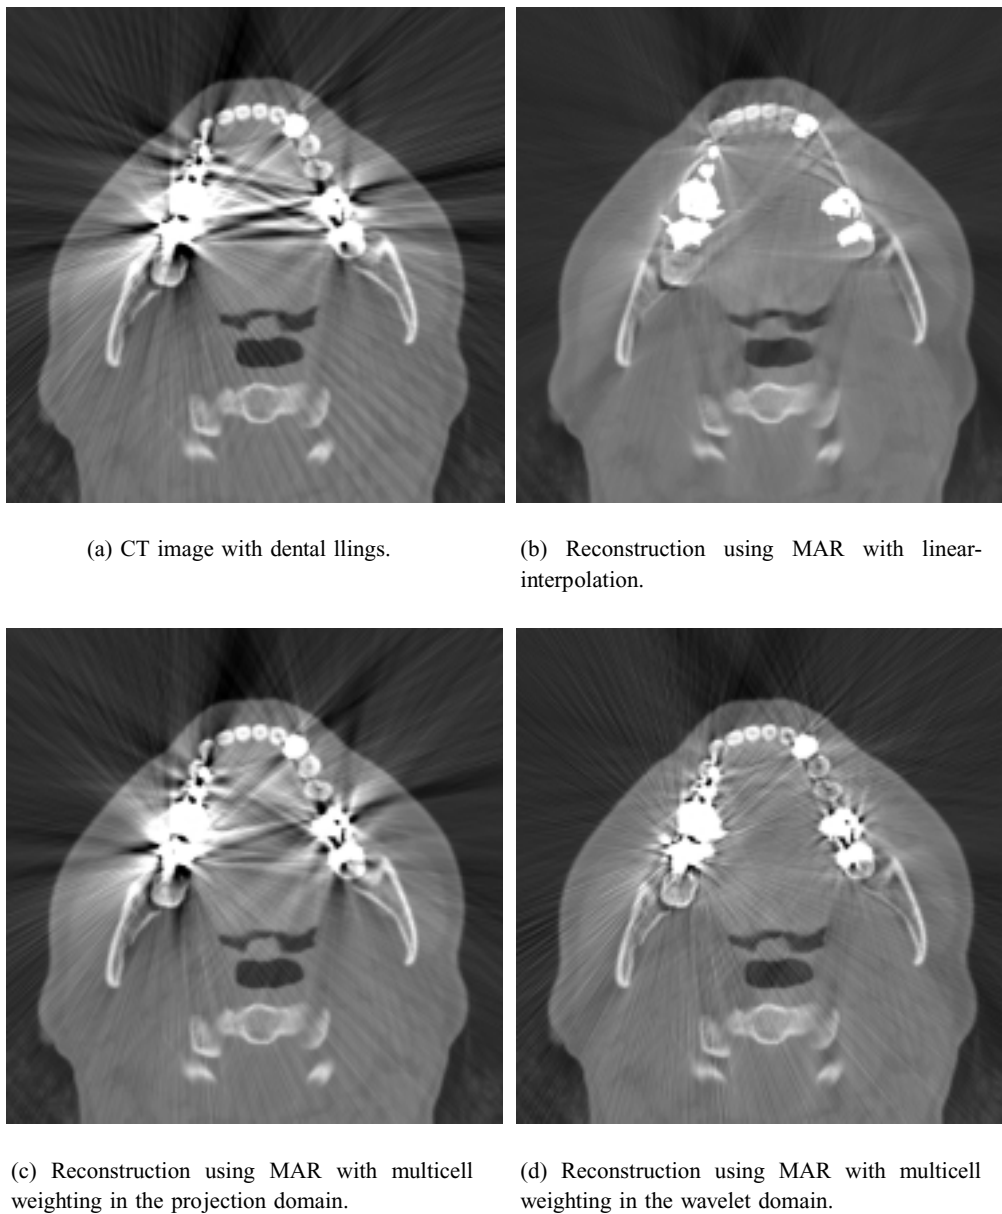 (a) CT image with dental llings.
(b) Reconstruction using MAR with linear-
interpolation.
(c) Reconstruction using MAR with multicell
weighting in the projection domain.
(d) Reconstruction using MAR with multicell
weighting in the wavelet domain.